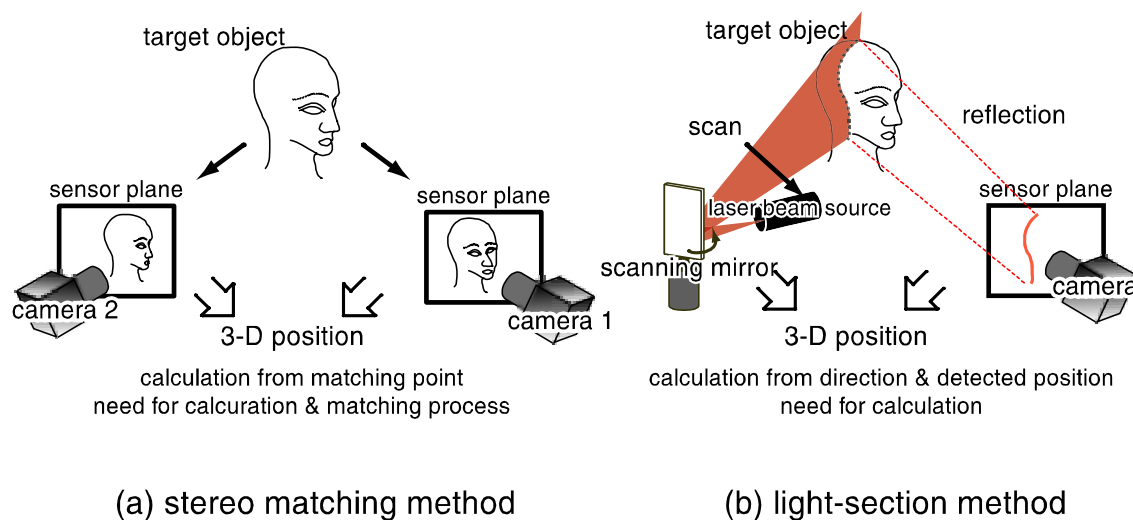 target object
sensor plane
sensor plane
camera 2
camera 1
3-D position
calculation from matching point
need for calcuration & matching process
(a) stereo matching method
target object
scan
reflection
sensor plane
laser beam source
scanning mirror
camera
3-D position
calculation from direction & detected position
need for calculation
(b) light-section method